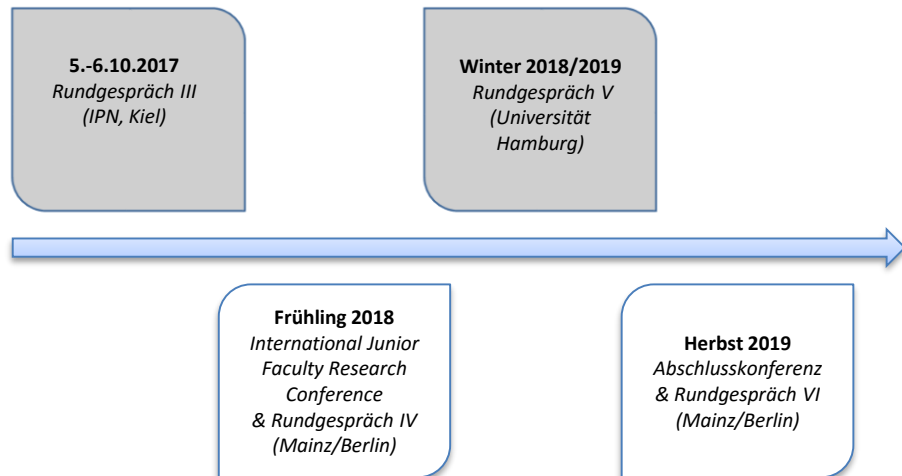 5.-6.10.2017
Rundgespräch III
(IPN, Kiel)
Winter 2018/2019
Rundgespräch V
(Universität
Hamburg)
Frühling 2018
International Junior
Faculty Research
Conference
& Rundgespräch IV
(Mainz/Berlin)
Herbst 2019
Abschlusskonferenz
& Rundgespräch VI
(Mainz/Berlin)